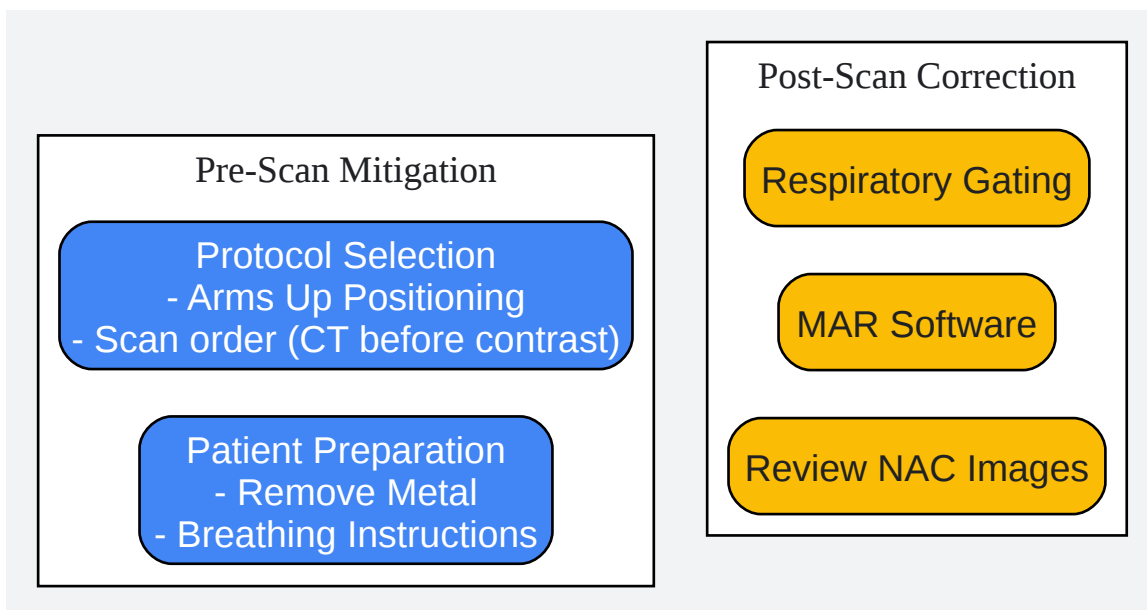 Pre-Scan Mitigation
Protocol Selection
- Arms Up Positioning
- Scan order (CT before contrast)
Patient Preparation
- Remove Metal
- Breathing Instructions
Post-Scan Correction
Respiratory Gating
MAR Software
Review NAC Images